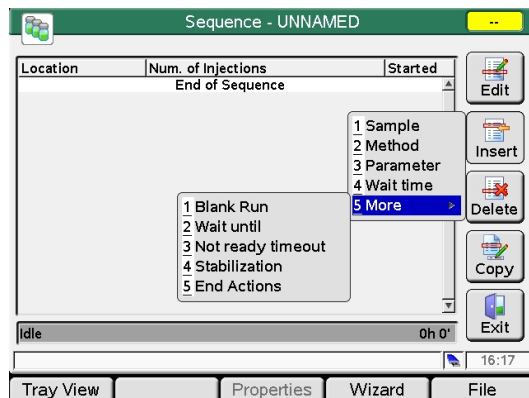 Sequence - UNNAMED
--
Location Num. of Injections Started
End of Sequence
Edit
1 Sample
2 Method
3 Parameter
4 Wait time
5 More
Insert
1 Blank Run
2 Wait until
3 Not ready timeout
4 Stabilization
5 End Actions
Delete
Copy
Exit
Idle 0h 0'
16:17
Tray View Properties Wizard File